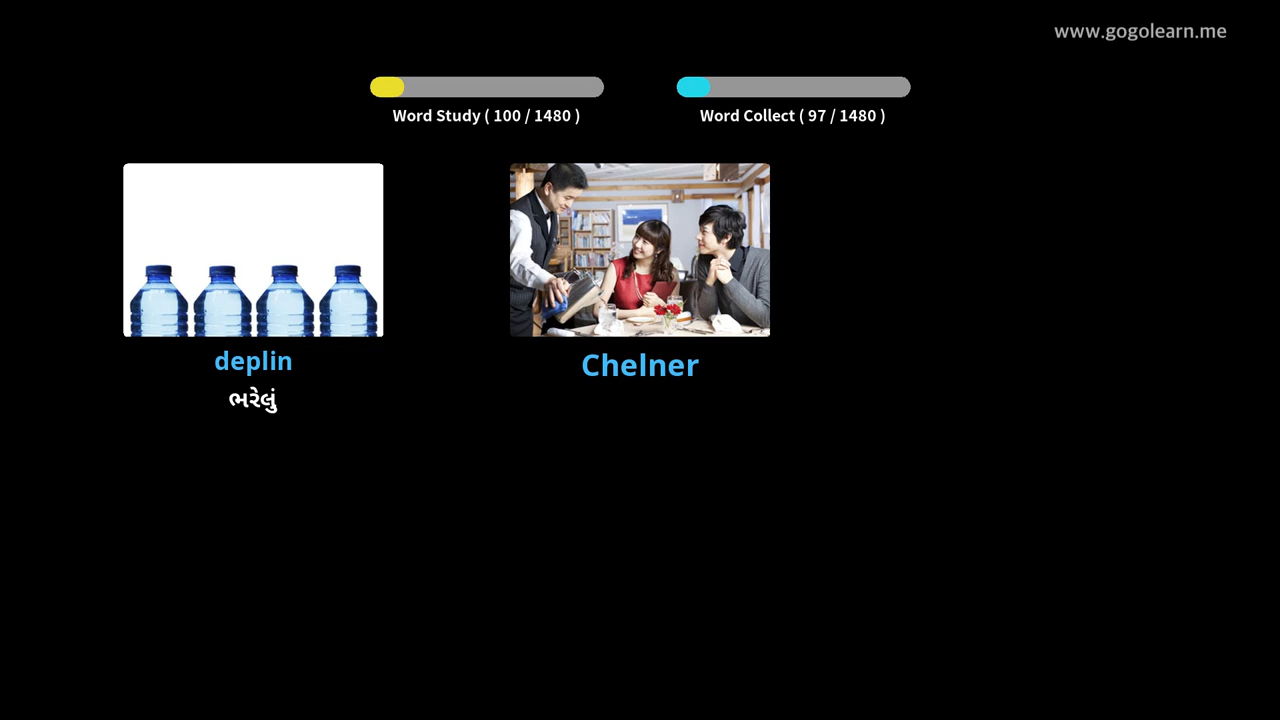 www.gogolearn.me
Word Study ( 100 / 1480 )
Word Collect ( 97 / 1480 )
deplin
ભરેલું
Chelner